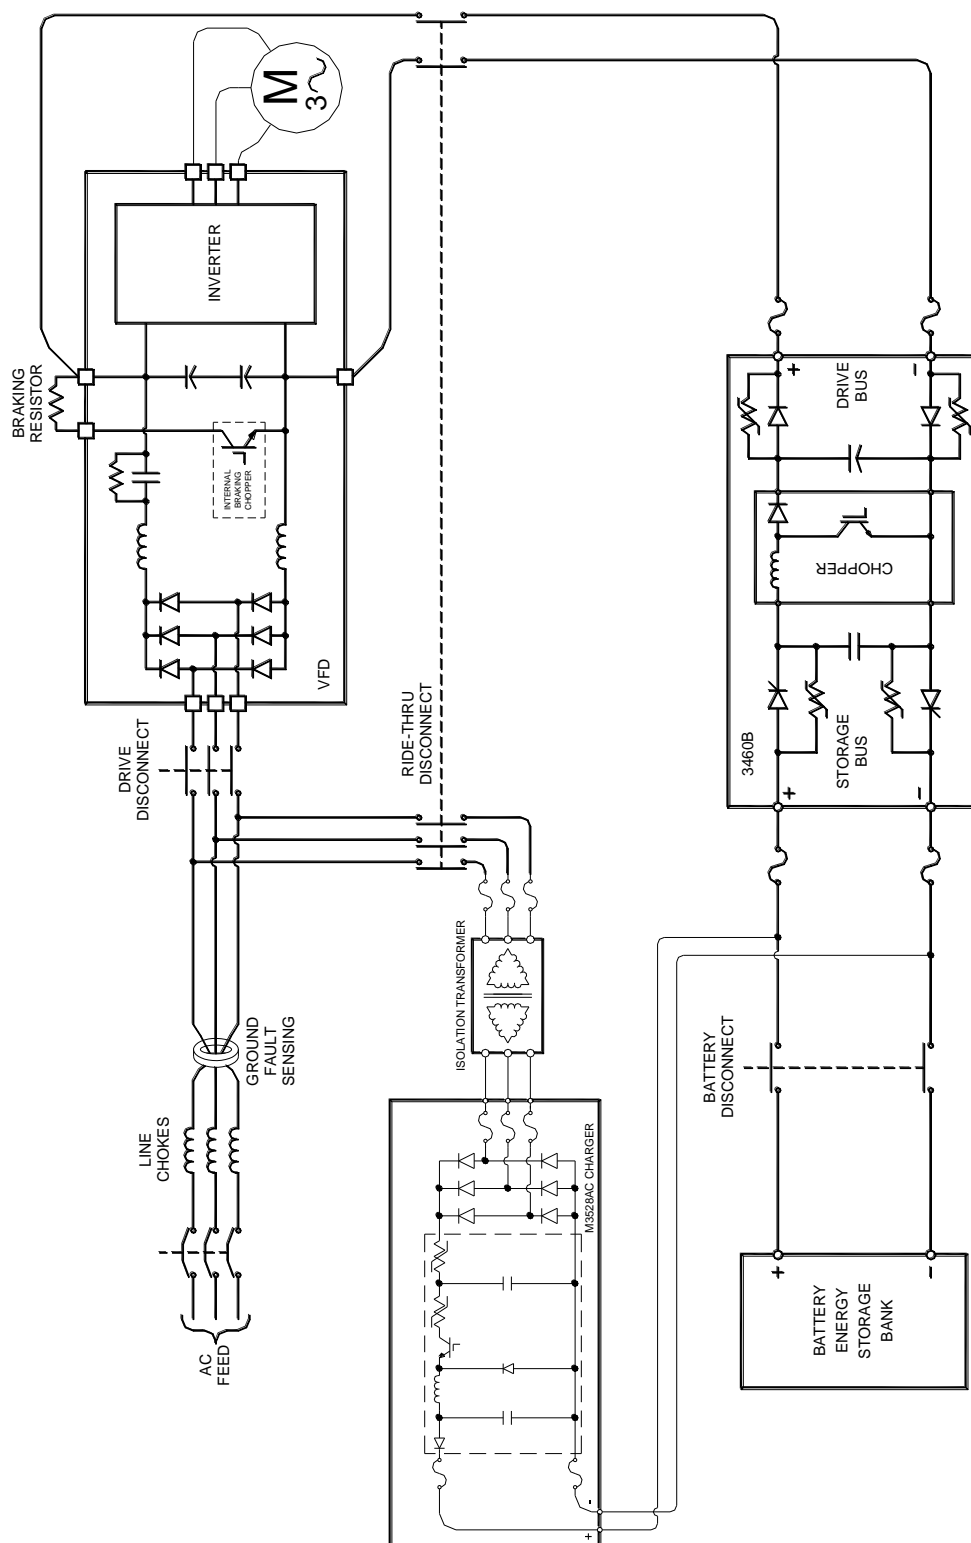 AC
FEED
LINE
CHOKES
GROUND
FAULT
SENSING
DRIVE
DISCONNECT
VFD
BRAKING
RESISTOR
INTERNAL
BRAKING
CHOPPER
INVERTER
M
3
RIDE-THRU
DISCONNECT
ISOLATION TRANSFORMER
M3528AC CHARGER
+
-
BATTERY
ENERGY
STORAGE
BANK
+
-
BATTERY
DISCONNECT
3460B
STORAGE
BUS
+
-
CHOPPER
DRIVE
BUS
+
-